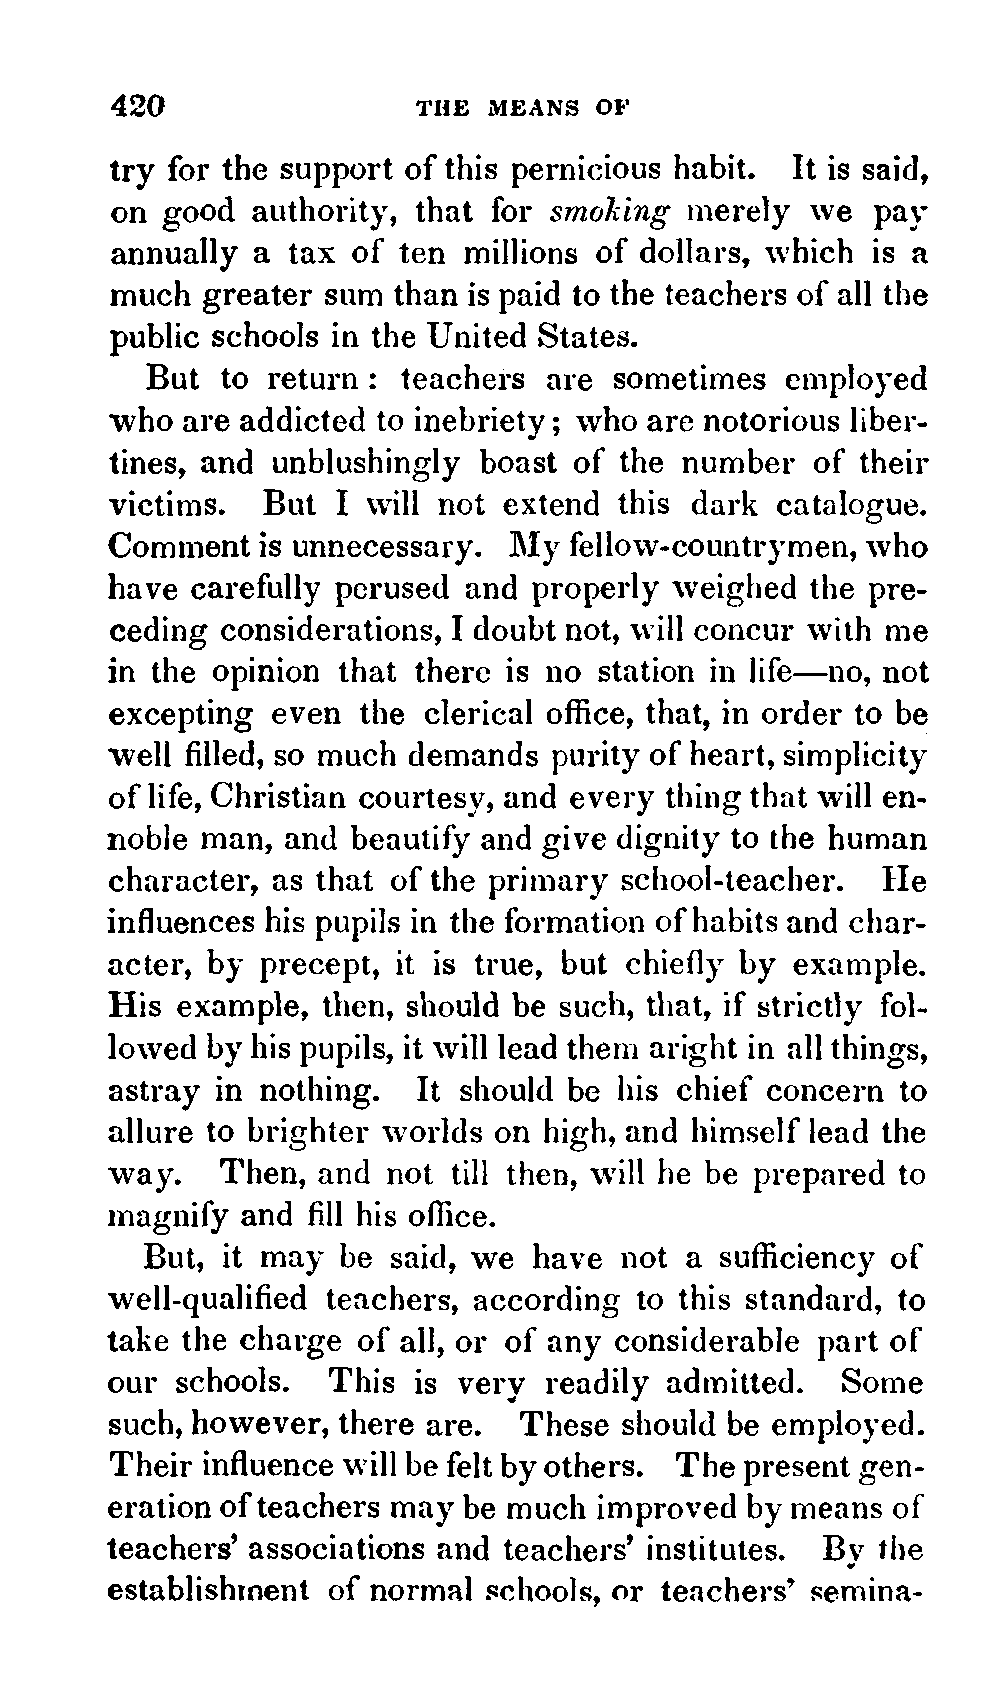 420 THE MEANS OF
try for the support of this pernicious habit. It is said,
on good authority, that for smoking merely we pay
annually a tax of ten millions of dollars, which is a
much greater sum than is paid to the teachers of all the
public schools in the United States.
But to return: teachers are sometimes employed
who are addicted to inebriety; who are notorious liber-
tines, and unblushingly boast of the number of their
victims. But I will not extend this dark catalogue.
Comment is unnecessary. My fellow-countrymen, who
have carefully perused and properly weighed the pre-
ceding considerations, I doubt not, will concur with me
in the opinion that there is no station in life—no, not
excepting even the clerical office, that, in order to be
well filled, so much demands purity of heart, simplicity
of life, Christian courtesy, and every thing that will en-
noble man, and beautify and give dignity to the human
character, as that of the primary school-teacher. He
influences his pupils in the formation of habits and char-
acter, by precept, it is true, but chiefly by example.
His example, then, should be such, that, if strictly fol-
lowed by his pupils, it will lead them aright in all things,
astray in nothing. It should be his chief concern to
allure to brighter worlds on high, and himself lead the
way. Then, and not till then, will he be prepared to
magnify and fill his office.
But, it may be said, we have not a sufficiency of
well-qualified teachers, according to this standard, to
take the charge of all, or of any considerable part of
our schools. This is very readily admitted. Some
such, however, there are. These should be employed.
Their influence will be felt by others. The present gen-
eration of teachers may be much improved by means of
teachers' associations and teachers' institutes. By the
establishment of normal schools, or teachers' semina-